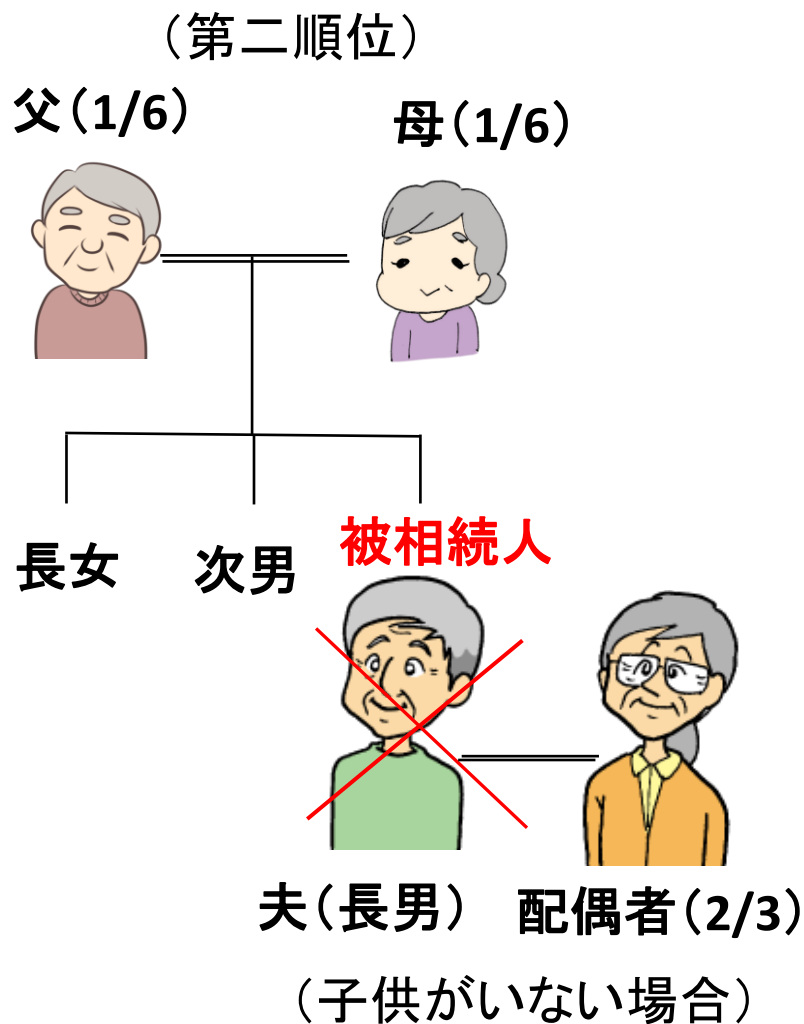 （第二順位）
父（1/6）
母（1/6）
長女
次男
被相続人
夫（長男）
配偶者（2/3）
（子供がいない場合）